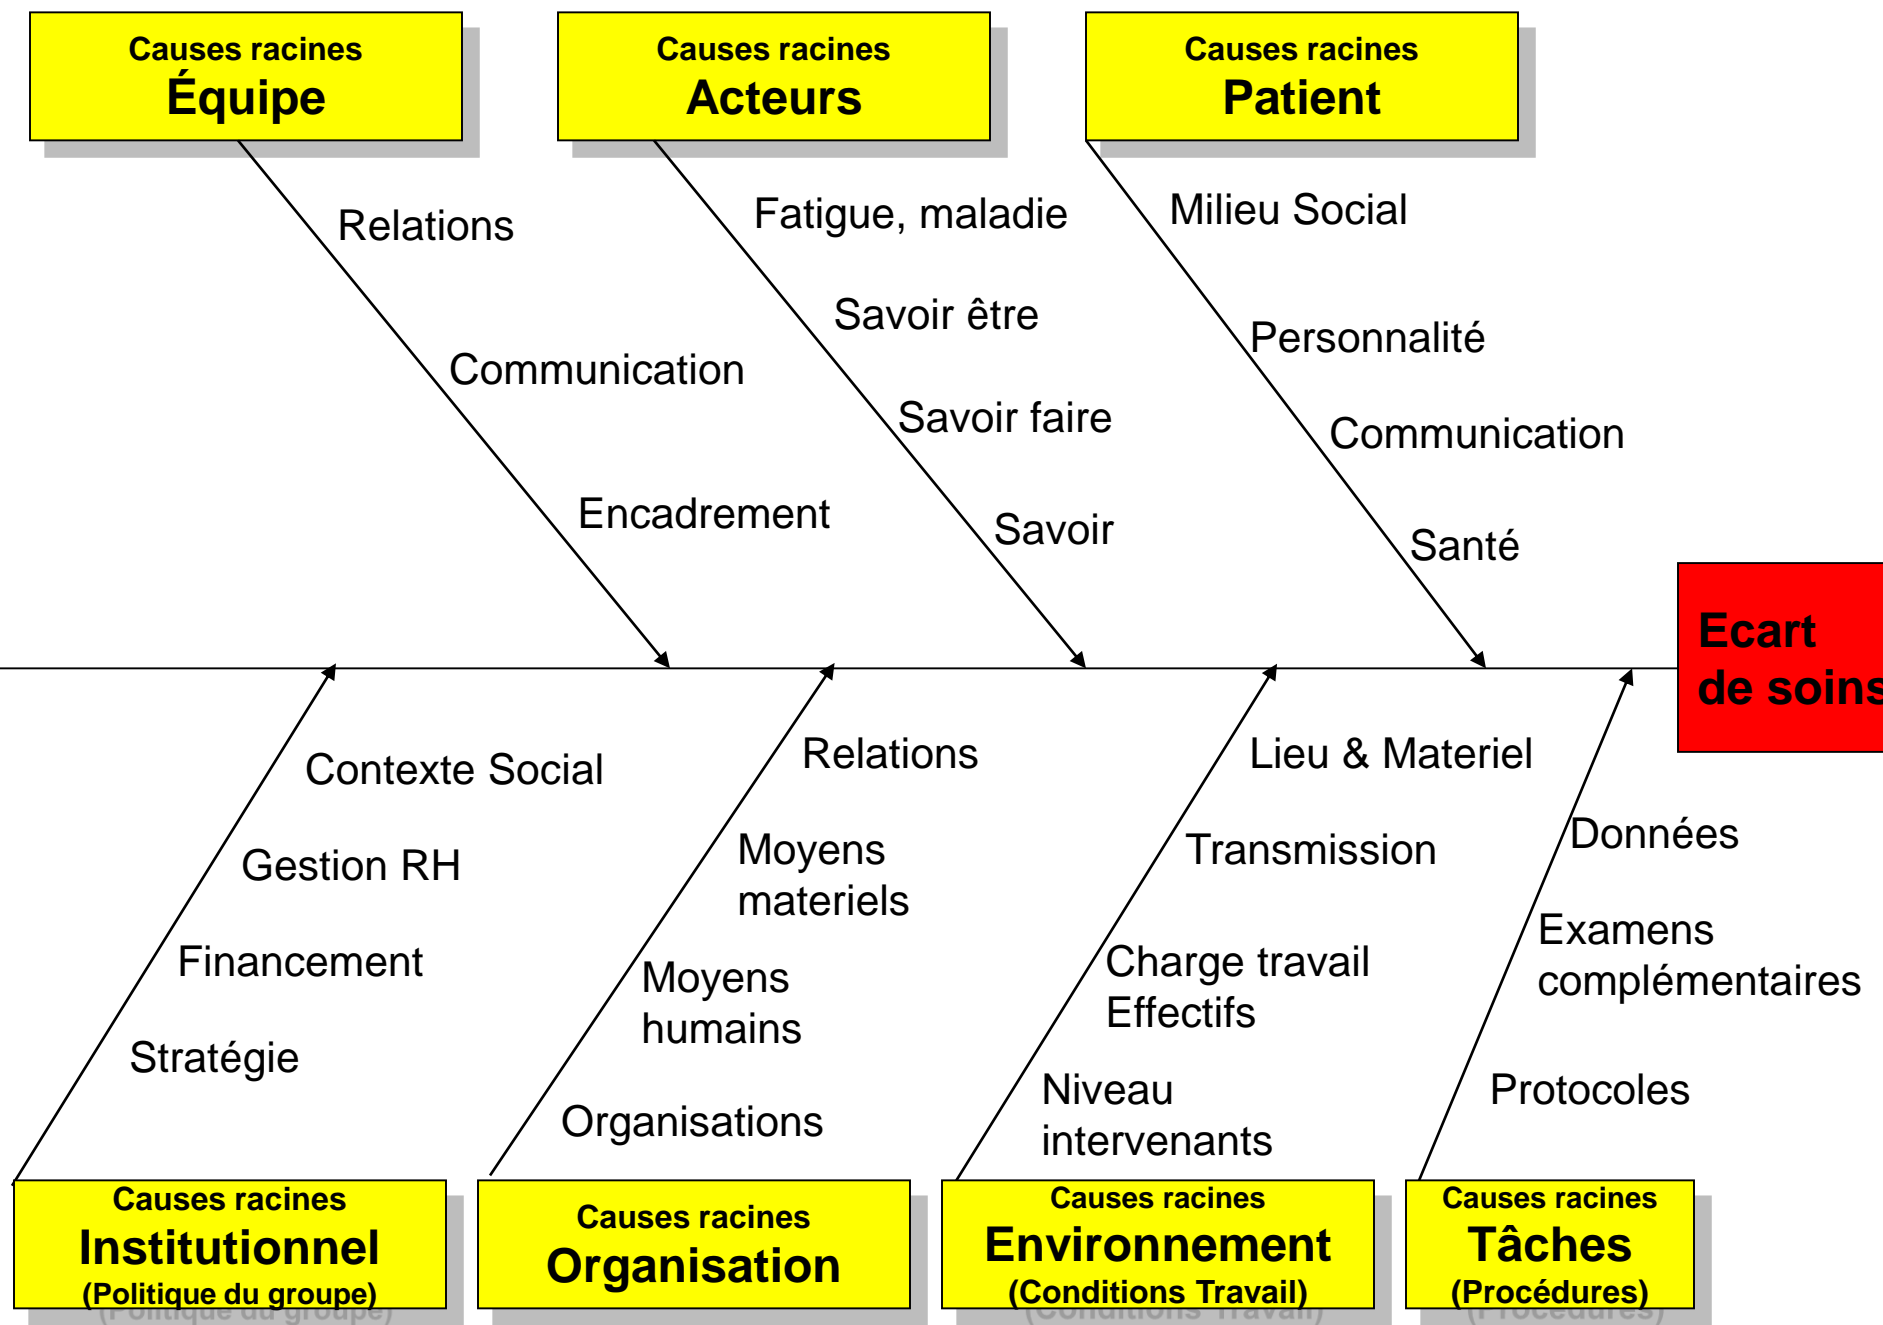 Causes racines
Équipe
Causes racines
Acteurs
Causes racines
Patient
Relations
Communication
Encadrement
Fatigue, maladie
Savoir être
Savoir faire
Savoir
Milieu Social
Personnalité
Communication
Santé
Ecart
de soins
Contexte Social
Gestion RH
Financement
Stratégie
Relations
Moyens
materiels
Moyens
humains
Organisations
Lieu & Materiel
Transmission
Charge travail
Effectifs
Niveau
intervenants
Données
Examens
complémentaires
Protocoles
Causes racines
Institutionnel
(Politique du groupe)
Causes racines
Organisation
Causes racines
Environnement
(Conditions Travail)
Causes racines
Tâches
(Procédures)